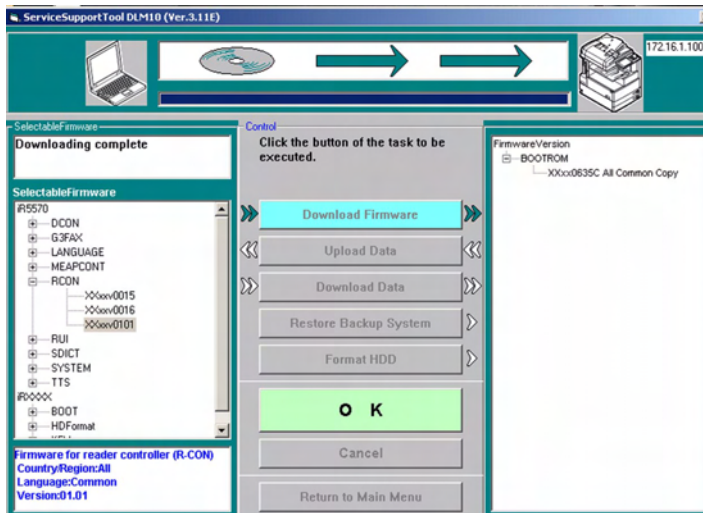 ServiceSupportTool DLM10 (Ver.3.11E)
172.16.1.100
SelectableFirmware
Downloading complete
SelectableFirmware
iR5570
DCON
G3FAX
LANGUAGE
MEAPCONT
RCON
XXxxv0015
XXxxv0016
XXxxv0101
RUI
SDICT
SYSTEM
TTS
iRXXXX
BOOT
HDFormat
Firmware for reader controller (R-CON)
Country/Region:All
Language:Common
Version:01.01
Control
Click the button of the task to be
executed.
Download Firmware
Upload Data
Download Data
Restore Backup System
Format HDD
O K
Cancel
Return to Main Menu
FirmwareVersion
BOOTROM
XXxx0635C All Common Copy